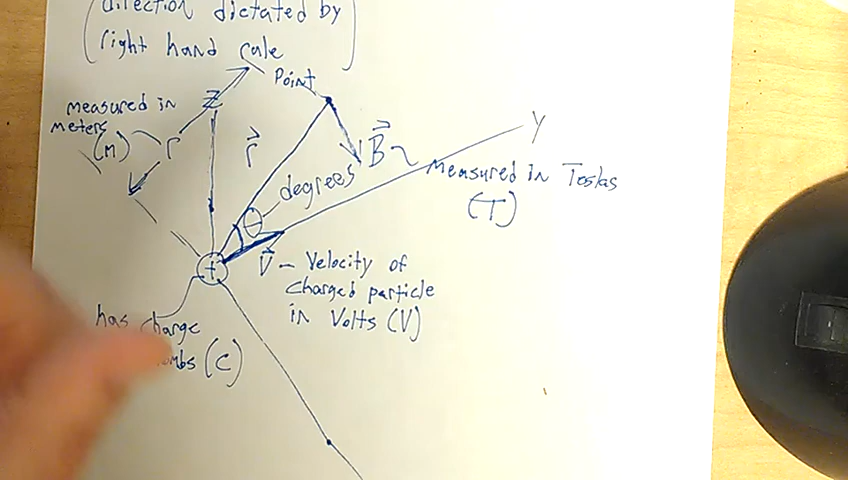 direction dictated by
right hand rule
Point
measured in
meters
(M)
r
Z
r
B
Y
Measured in Teslas
(T)
degrees
θ
V - Velocity of
charged particle
in Volts (V)
+
has charge
(C)